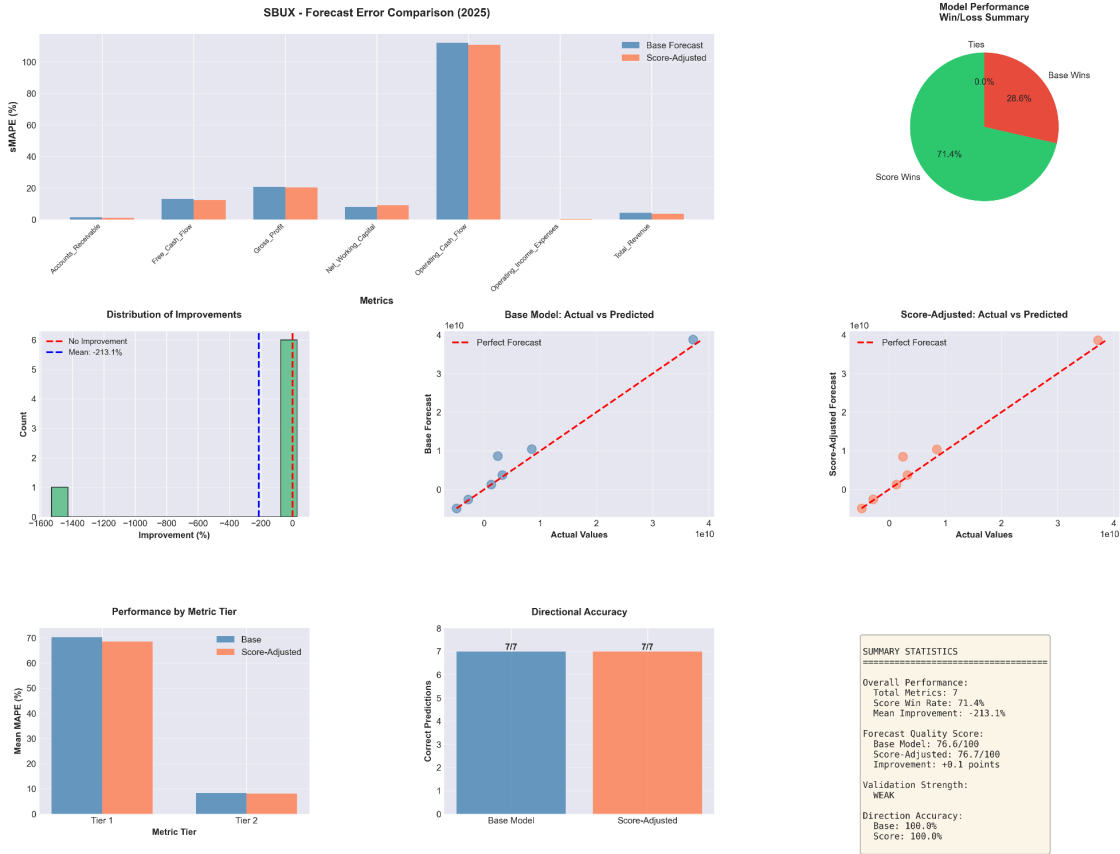 SBUX - Forecast Error Comparison (2025)
sMAPE (%)
100
80
60
40
20
0
Base Forecast
Score-Adjusted
Accounts_Receivable
Free_Cash_Flow
Gross_Profit
Net_Working_Capital
Operating_Cash_Flow
Operating_Income_Expenses
Total_Revenue
Metrics
Model Performance
Win/Loss Summary
Ties
0.0%
Base Wins
28.6%
71.4%
Score Wins
Distribution of Improvements
Count
6
5
4
3
2
1
0
No Improvement
Mean: -213.1%
−1600 −1400 −1200 −1000 −800 −600 −400 −200 0
Improvement (%)
Base Model: Actual vs Predicted
1e10
Base Forecast
4
3
2
1
0
Perfect Forecast
0 1 2 3 4
1e10
Actual Values
Score-Adjusted: Actual vs Predicted
1e10
Score-Adjusted Forecast
4
3
2
1
0
Perfect Forecast
0 1 2 3 4
1e10
Actual Values
Performance by Metric Tier
Mean MAPE (%)
70
60
50
40
30
20
10
0
Base
Score-Adjusted
Tier 1 Tier 2
Metric Tier
Directional Accuracy
Correct Predictions
8
7
6
5
4
3
2
1
0
7/7 7/7
Base Model Score-Adjusted
SUMMARY STATISTICS
===================================
Overall Performance:
Total Metrics: 7
Score Win Rate: 71.4%
Mean Improvement: -213.1%
Forecast Quality Score:
Base Model: 76.6/100
Score-Adjusted: 76.7/100
Improvement: +0.1 points
Validation Strength:
WEAK
Direction Accuracy:
Base: 100.0%
Score: 100.0%